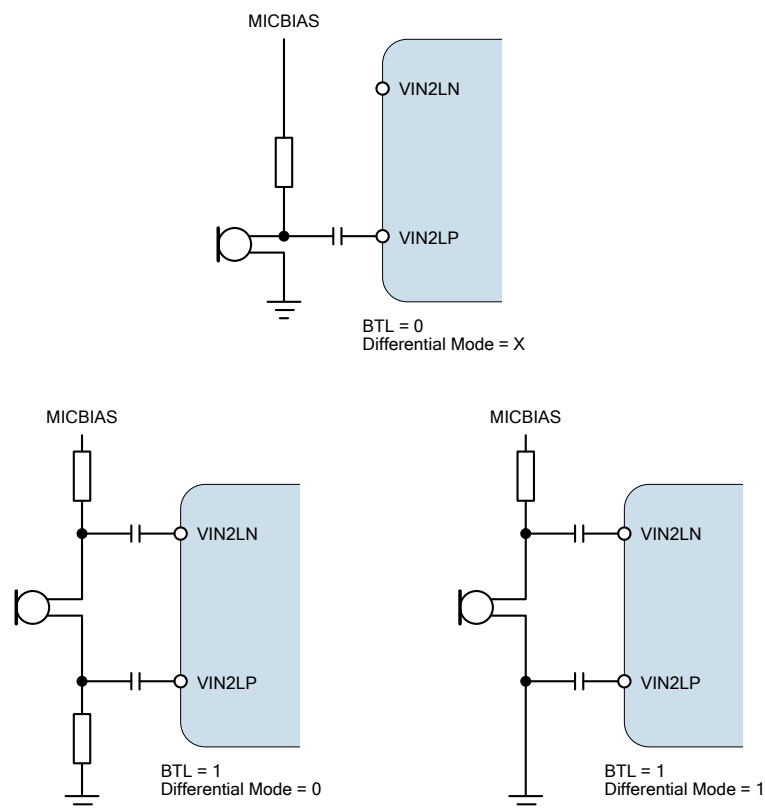 MICBIAS
VIN2LN
VIN2LP
BTL = 0
Differential Mode = X
MICBIAS
VIN2LN
VIN2LP
BTL = 1
Differential Mode = 0
MICBIAS
VIN2LN
VIN2LP
BTL = 1
Differential Mode = 1